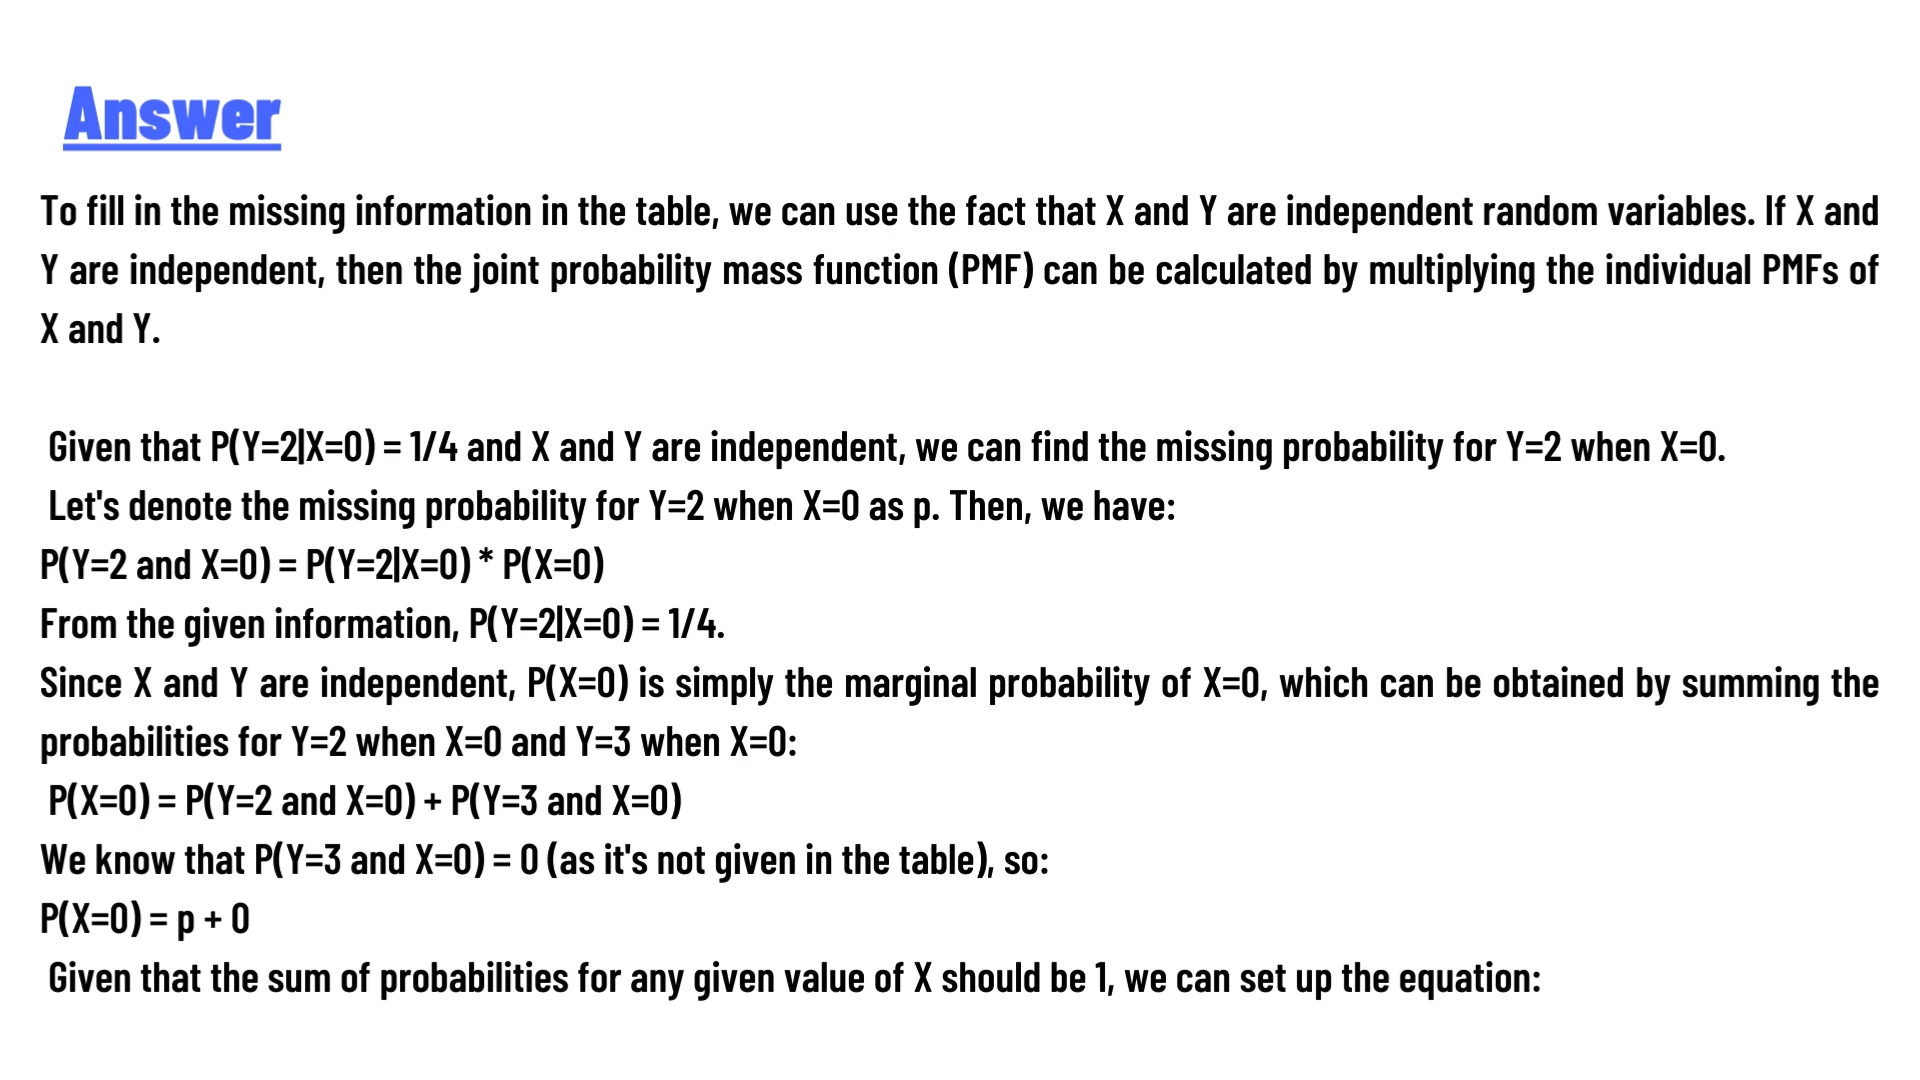 Answer
To fill in the missing information in the table, we can use the fact that X and Y are independent random variables. If X and
Y are independent, then the joint probability mass function (PMF) can be calculated by multiplying the individual PMFs of
X and Y.
Given that P(Y=2|X=0) = 1/4 and X and Y are independent, we can find the missing probability for Y=2 when X=0.
Let's denote the missing probability for Y=2 when X=0 as p. Then, we have:
P(Y=2 and X=0) = P(Y=2|X=0) * P(X=0)
From the given information, P(Y=2|X=0) = 1/4.
Since X and Y are independent, P(X=0) is simply the marginal probability of X=0, which can be obtained by summing the
probabilities for Y=2 when X=0 and Y=3 when X=0:
P(X=0) = P(Y=2 and X=0) + P(Y=3 and X=0)
We know that P(Y=3 and X=0) = 0 (as it's not given in the table), so:
P(X=0) = p + 0
Given that the sum of probabilities for any given value of X should be 1, we can set up the equation: